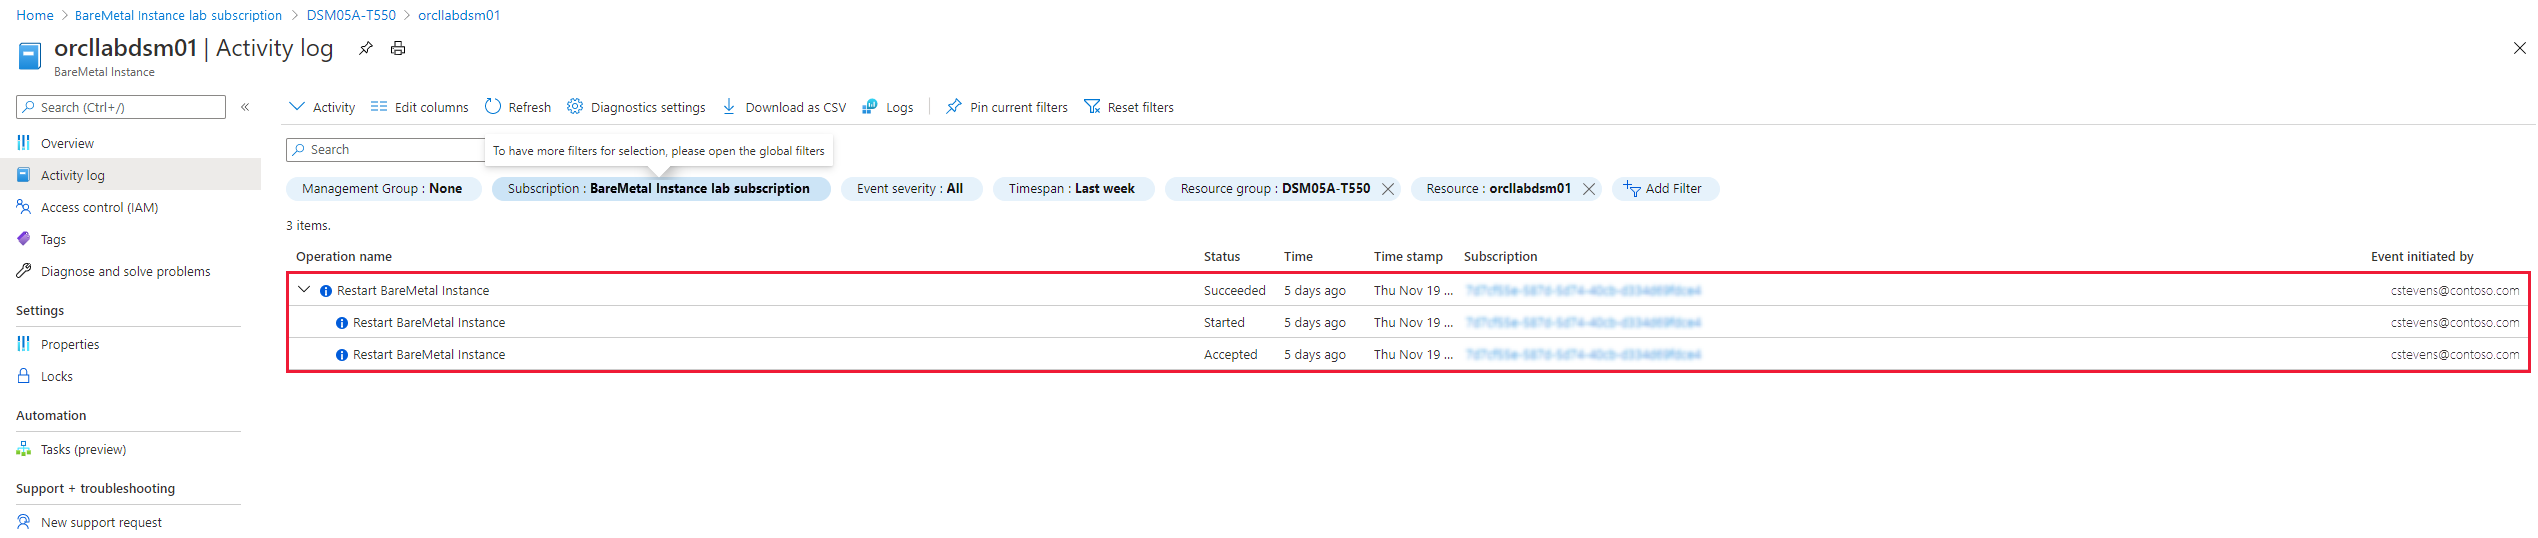 Home > BareMetal Instance lab subscription > DSM05A-T550 > orcllabdsm01
orcllabdsm01 | Activity log
BareMetal Instance
Search (Ctrl+/) «
Activity Edit columns Refresh Diagnostics settings Download as CSV Logs Pin current filters Reset filters
Overview
Activity log
Access control (IAM)
Tags
Diagnose and solve problems
Settings
Properties
Locks
Automation
Tasks (preview)
Support + troubleshooting
New support request
Search
To have more filters for selection, please open the global filters
Management Group : None Subscription : BareMetal Instance lab subscription Event severity : All Timespan : Last week Resource group : DSM05A-T550 Resource : orcllabdsm01 Add Filter
3 items.
Operation name Status Time Time stamp Subscription Event initiated by
Restart BareMetal Instance Succeeded 5 days ago Thu Nov 19 ... cstevens@contoso.com
Restart BareMetal Instance Started 5 days ago Thu Nov 19 ... cstevens@contoso.com
Restart BareMetal Instance Accepted 5 days ago Thu Nov 19 ... cstevens@contoso.com